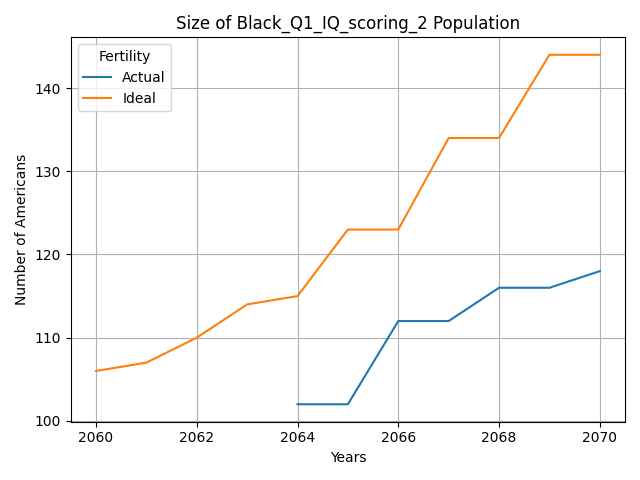 Size of Black_Q1_IQ_scoring_2 Population
Fertility
Actual
Ideal
Number of Americans
140
130
120
110
100
2060 2062 2064 2066 2068 2070
Years